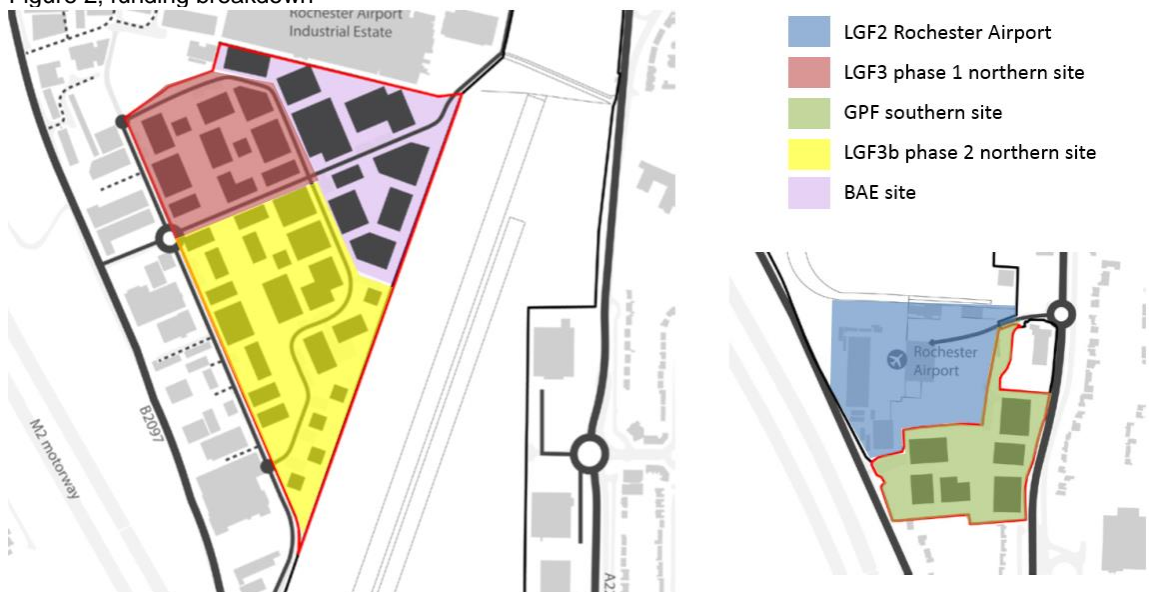 Figure 2, funding breakdown
Rochester Airport
Industrial Estate
LGF2 Rochester Airport
LGF3 phase 1 northern site
GPF southern site
LGF3b phase 2 northern site
BAE site
B2097
M2 motorway
Rochester
Airport